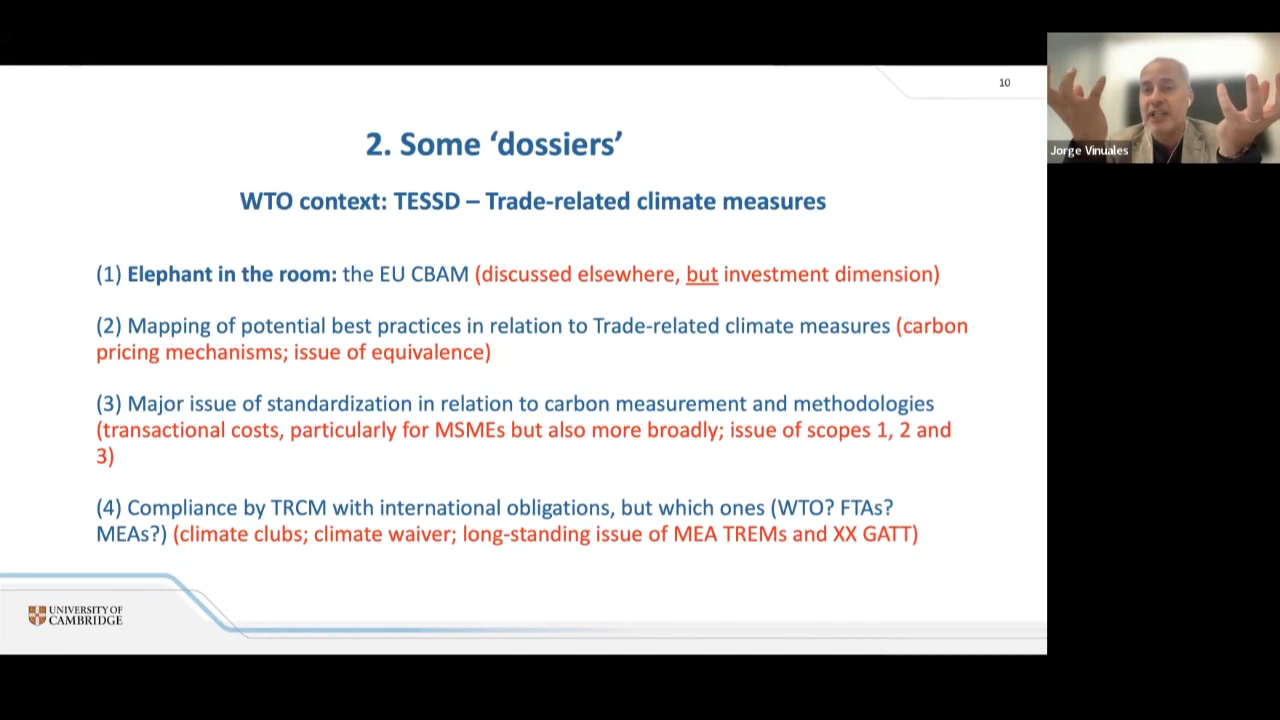 10
Jorge Vinuales
2. Some ‘dossiers’
WTO context: TESSD – Trade-related climate measures
(1) Elephant in the room: the EU CBAM (discussed elsewhere, but investment dimension)
(2) Mapping of potential best practices in relation to Trade-related climate measures (carbon
pricing mechanisms; issue of equivalence)
(3) Major issue of standardization in relation to carbon measurement and methodologies
(transactional costs, particularly for MSMEs but also more broadly; issue of scopes 1, 2 and
3)
(4) Compliance by TRCM with international obligations, but which ones (WTO? FTAs?
MEAs?) (climate clubs; climate waiver; long-standing issue of MEA TREMs and XX GATT)
UNIVERSITY OF
CAMBRIDGE